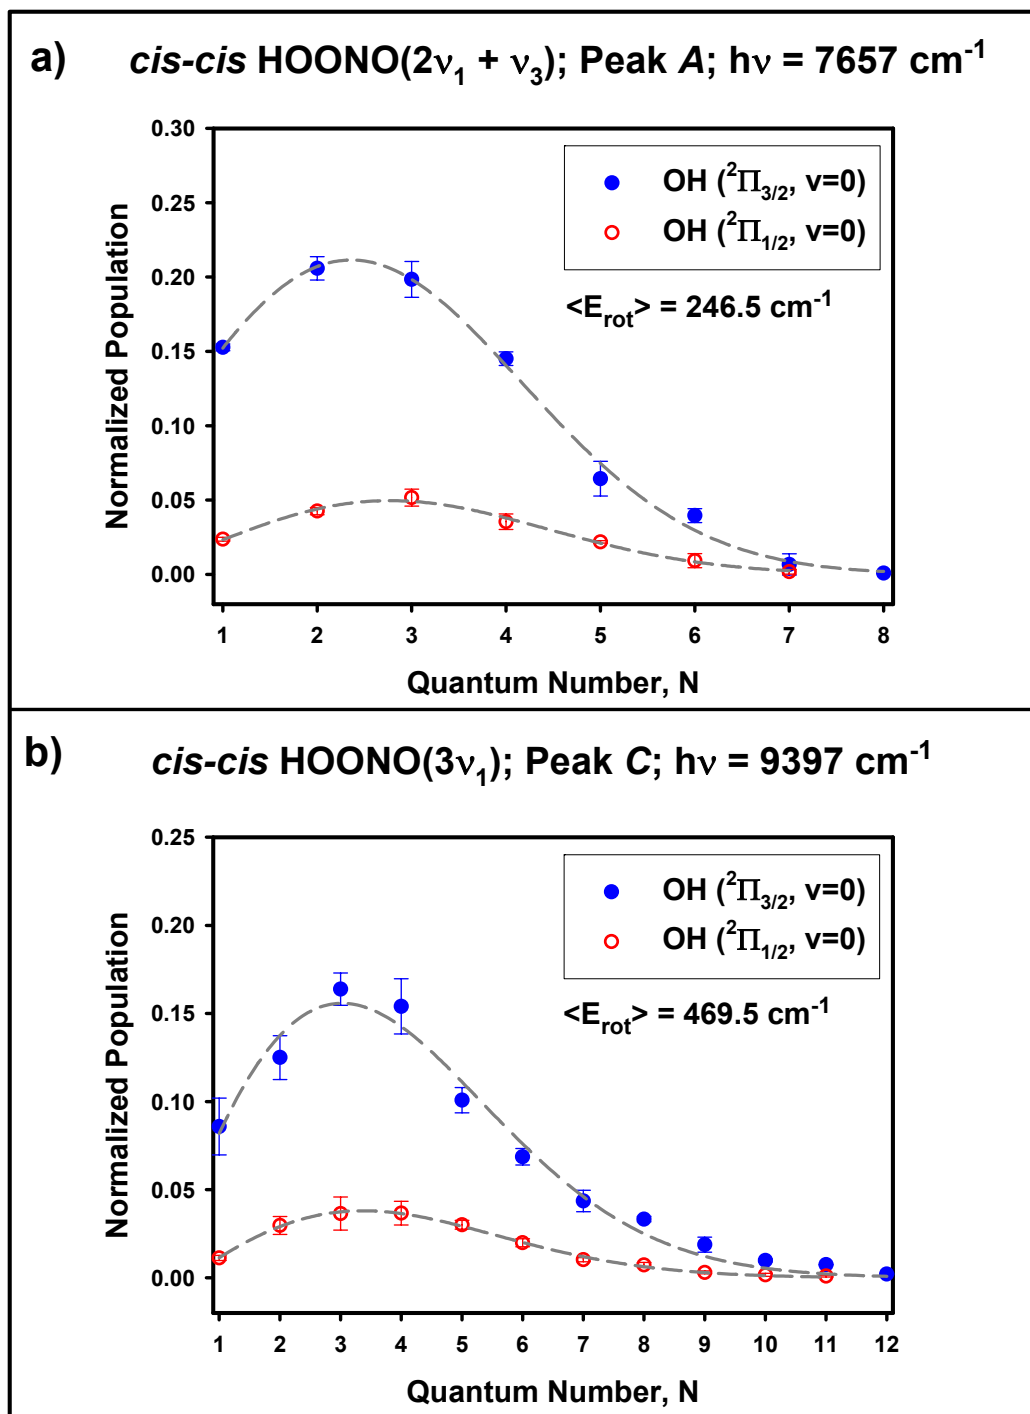 a) cis-cis HOONO(2ν₁ + ν₃); Peak A; hν = 7657 cm⁻¹
0.30
0.25
0.20
0.15
0.10
0.05
0.00
Normalized Population
OH (²Π₃/₂, v=0)
OH (²Π₁/₂, v=0)
<E_rot> = 246.5 cm⁻¹
1 2 3 4 5 6 7 8
Quantum Number, N
b) cis-cis HOONO(3ν₁); Peak C; hν = 9397 cm⁻¹
0.25
0.20
0.15
0.10
0.05
0.00
Normalized Population
OH (²Π₃/₂, v=0)
OH (²Π₁/₂, v=0)
<E_rot> = 469.5 cm⁻¹
1 2 3 4 5 6 7 8 9 10 11 12
Quantum Number, N